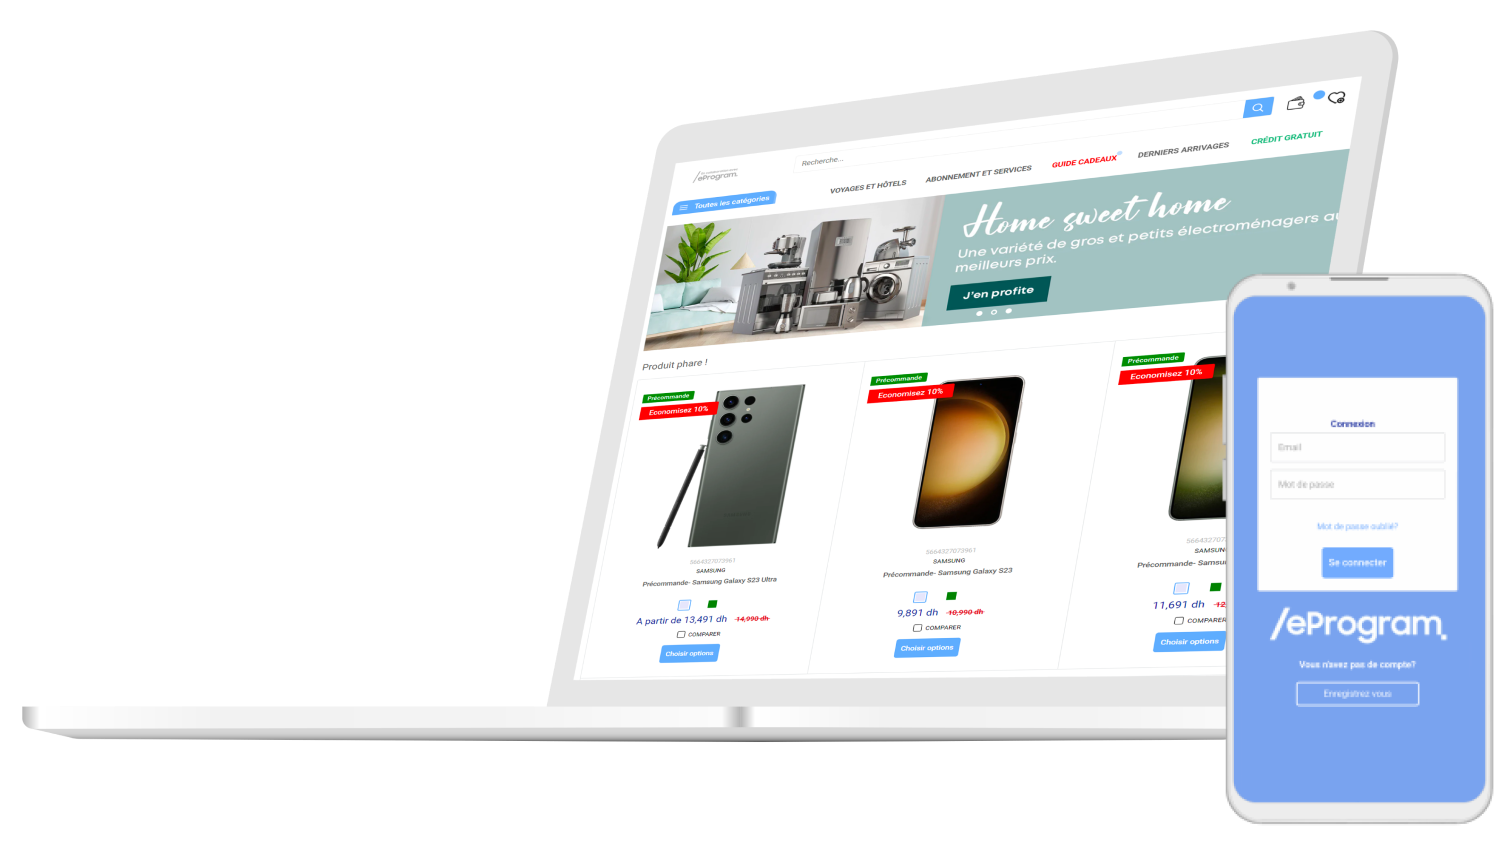 /eProgram.
Recherche...
Toutes les catégories
VOYAGES ET HÔTELS
ABONNEMENT ET SERVICES
GUIDE CADEAUX
DERNIERS ARRIVAGES
CRÉDIT GRATUIT
Home sweet home
Une variété de gros et petits électroménagers au
meilleurs prix.
J'en profite
Produit phare !
Précommande
Economisez 10%
5664327073961
SAMSUNG
Précommande- Samsung Galaxy S23 Ultra
A partir de 13,491 dh 14,990 dh
COMPARER
Choisir options
Précommande
Economisez 10%
5664327073961
SAMSUNG
Précommande- Samsung Galaxy S23
9,891 dh 10,990 dh
COMPARER
Choisir options
Précommande
Economisez 10%
5664327
SAMSU
Précommande- Samsu
11,691 dh 12
COMPARER
Choisir options
Connexion
Email
Mot de passe
Mot de passe oublié?
Se connecter
/eProgram.
Vous n'avez pas de compte?
Enregistrez vous